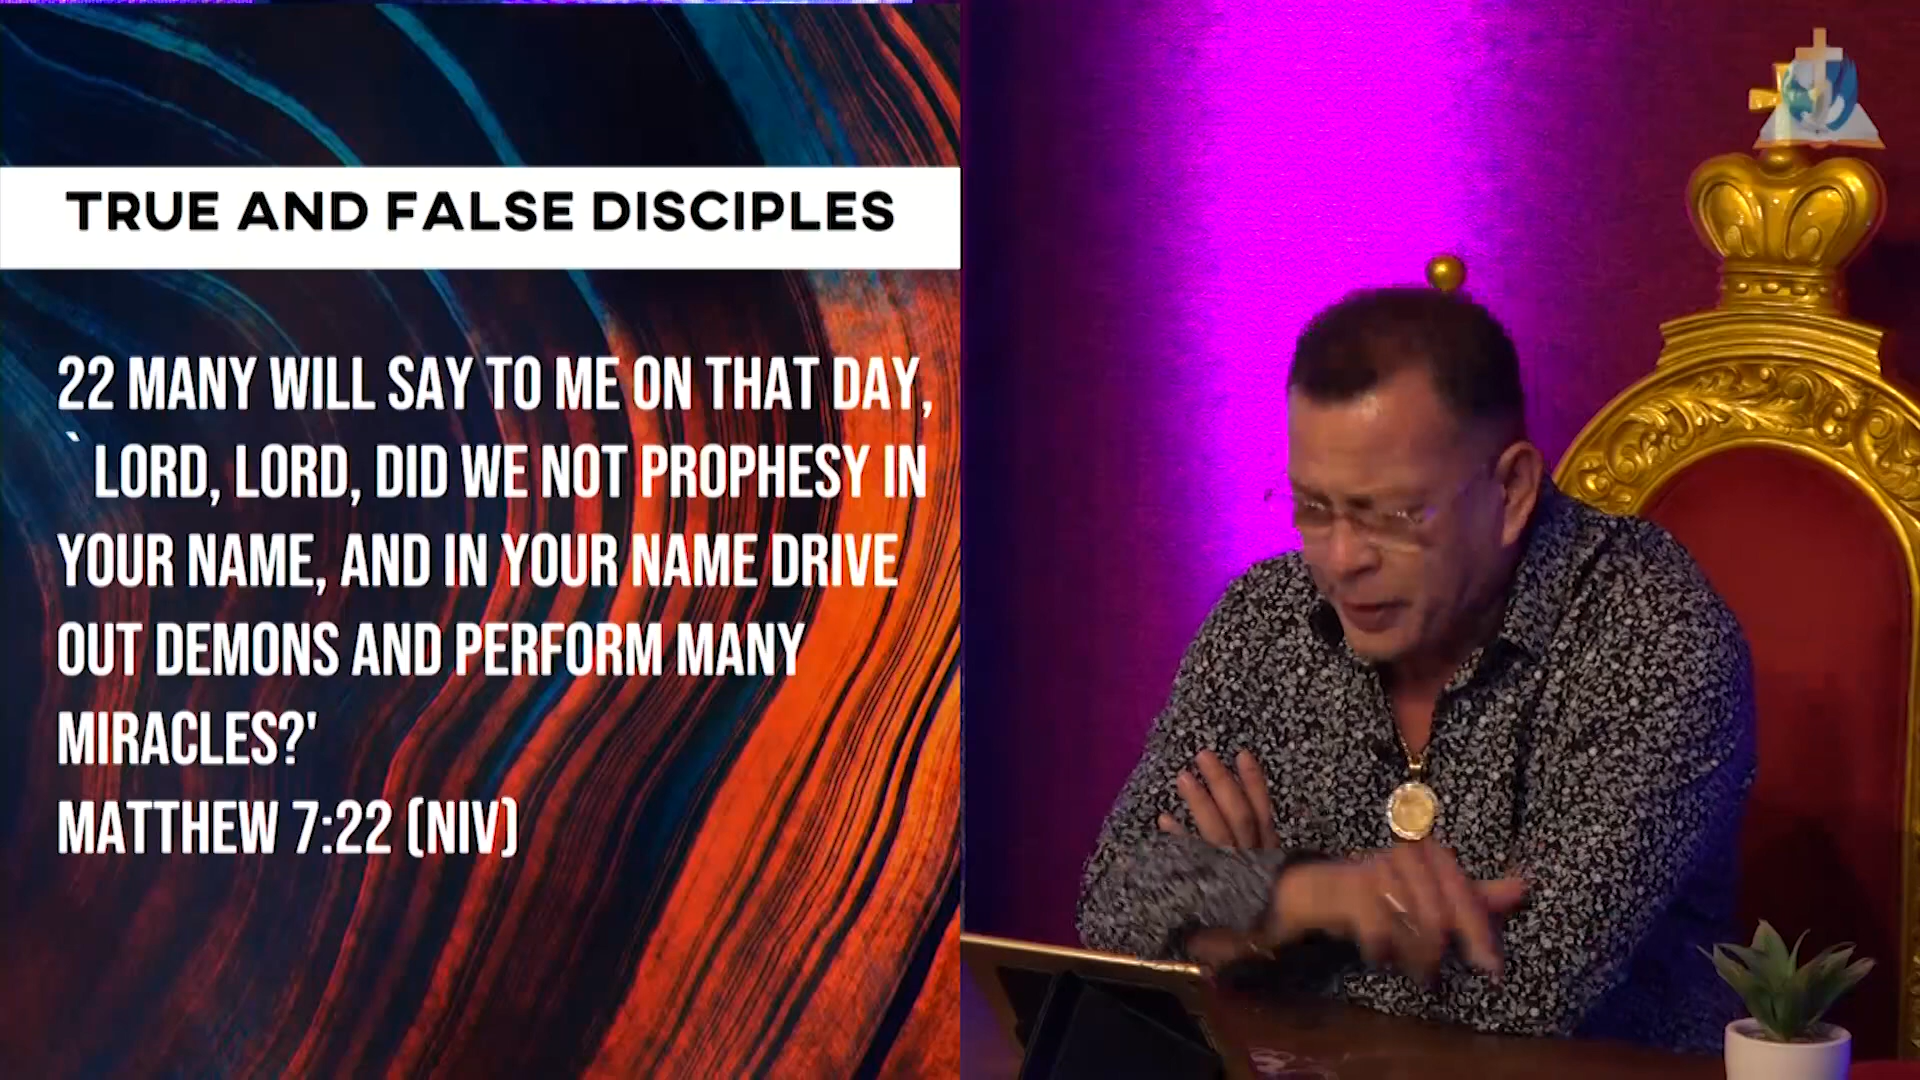 TRUE AND FALSE DISCIPLES
22 MANY WILL SAY TO ME ON THAT DAY,
`LORD, LORD, DID WE NOT PROPHESY IN
YOUR NAME, AND IN YOUR NAME DRIVE
OUT DEMONS AND PERFORM MANY
MIRACLES?'
MATTHEW 7:22 (NIV)